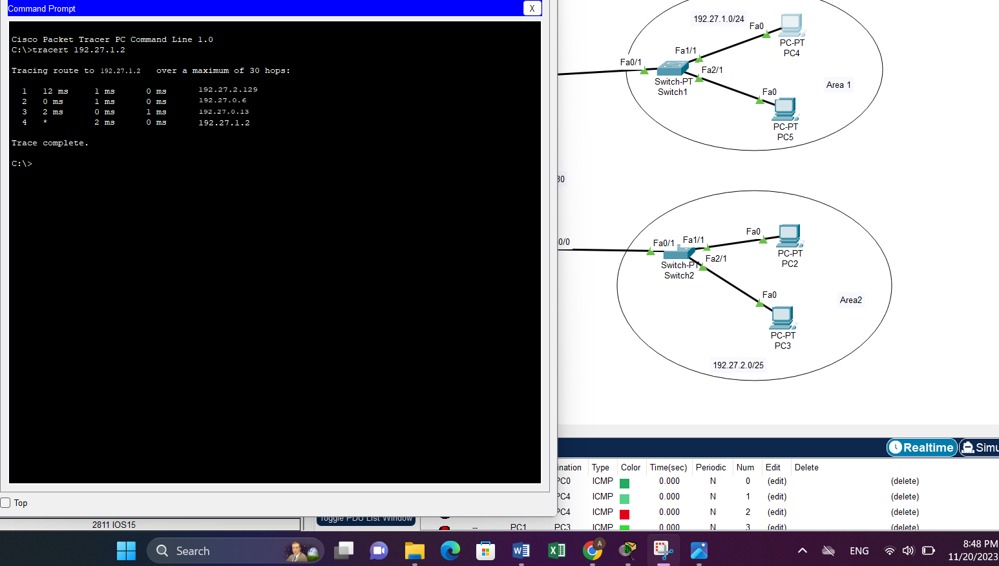 Command Prompt
X
Cisco Packet Tracer PC Command Line 1.0
C:\>tracert 192.27.1.2
Tracing route to 192.27.1.2 over a maximum of 30 hops:
1 12 ms 1 ms 0 ms 192.27.2.129
2 0 ms 1 ms 0 ms 192.27.0.6
3 2 ms 0 ms 1 ms 192.27.0.13
4 * 2 ms 0 ms 192.27.1.2
Trace complete.
C:\>
Top
2811 IOS15
Toggle PDU List Window
192.27.1.0/24
Fa0
PC-PT
PC4
Fa1/1
Fa0/1
Fa2/1
Switch-PT
Switch1
Area 1
Fa0
PC-PT
PC5
30
0/0
Fa0
Fa0/1
Fa1/1
PC-PT
PC2
Fa2/1
Switch-PT
Switch2
Fa0
Area2
PC-PT
PC3
192.27.2.0/25
Realtime
Simu
ination Type Color Time(sec) Periodic Num Edit Delete
PC0 ICMP 0.000 N 0 (edit) (delete)
PC4 ICMP 0.000 N 1 (edit) (delete)
PC4 ICMP 0.000 N 2 (edit) (delete)
-- PC1 PC3 ICMP 0.000 N 3 (edit) (delete)
Search
A
ENG
8:48 PM
11/20/2023